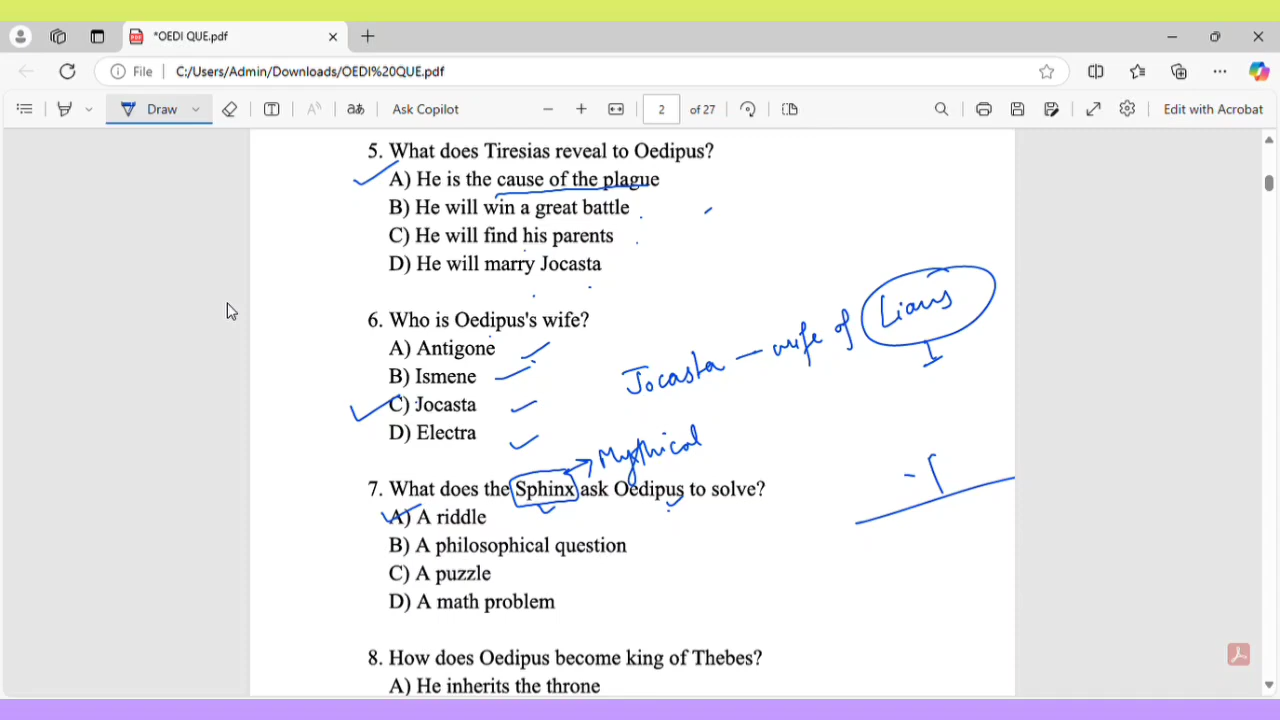 *OEDI QUE.pdf
File C:/Users/Admin/Downloads/OEDI%20QUE.pdf
Draw aあ Ask Copilot 2 of 27 Edit with Acrobat
5. What does Tiresias reveal to Oedipus?
A) He is the cause of the plague
B) He will win a great battle
C) He will find his parents
D) He will marry Jocasta
6. Who is Oedipus's wife?
A) Antigone
B) Ismene
C) Jocasta
D) Electra
Jocasta — wife of Liaus
Mythical
7. What does the Sphinx ask Oedipus to solve?
A) A riddle
B) A philosophical question
C) A puzzle
D) A math problem
8. How does Oedipus become king of Thebes?
A) He inherits the throne